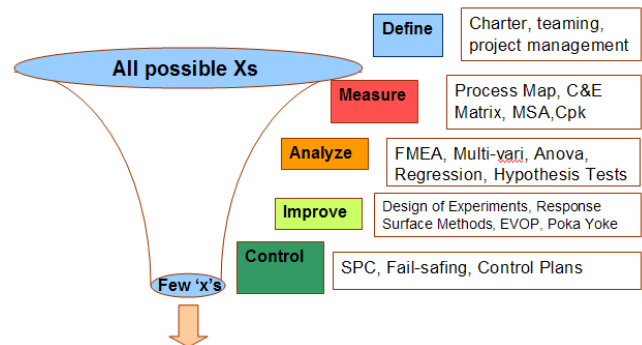 Define
Charter, teaming,
project management
All possible Xs
Measure
Process Map, C&E
Matrix, MSA,Cpk
Analyze
FMEA, Multi-vari, Anova,
Regression, Hypothesis Tests
Improve
Design of Experiments, Response
Surface Methods, EVOP, Poka Yoke
Control
SPC, Fail-safing, Control Plans
Few ‘x’s